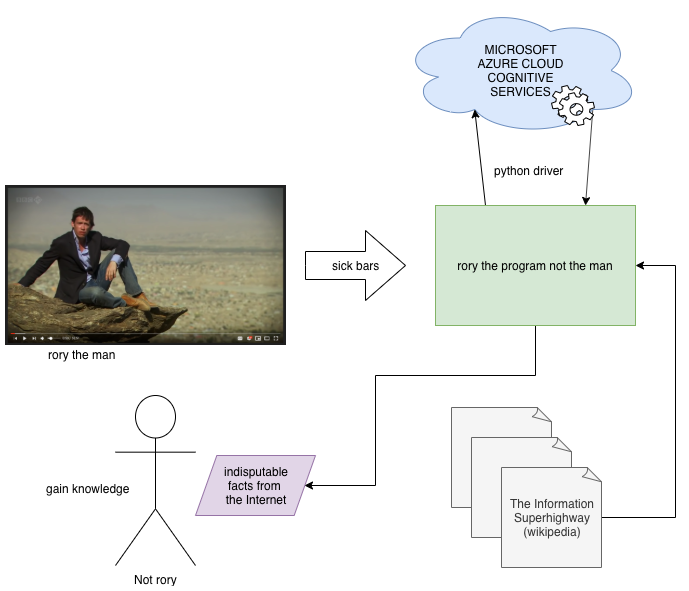 MICROSOFT
AZURE CLOUD
COGNITIVE
SERVICES
python driver
sick bars
rory the program not the man
rory the man
indisputable
facts from
the Internet
gain knowledge
The Information
Superhighway
(wikipedia)
Not rory